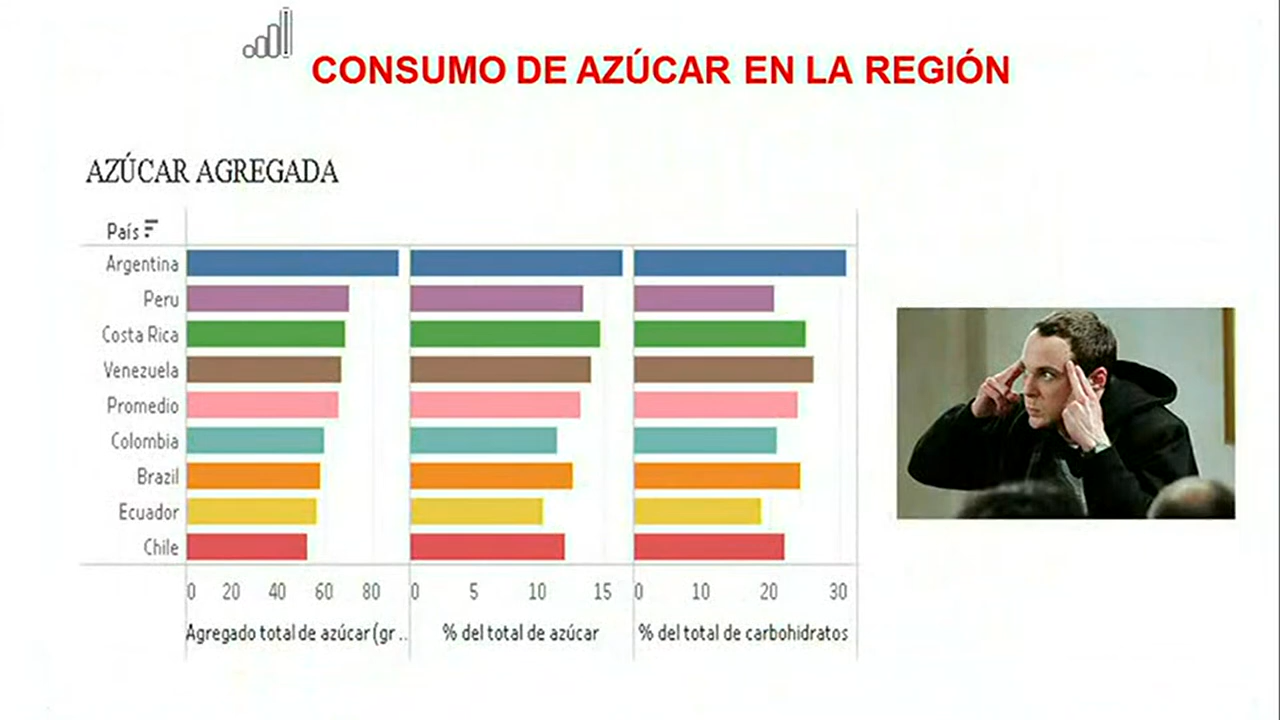 CONSUMO DE AZÚCAR EN LA REGIÓN
AZÚCAR AGREGADA
País
Argentina
Peru
Costa Rica
Venezuela
Promedio
Colombia
Brazil
Ecuador
Chile
0 20 40 60 80 0 5 10 15 0 10 20 30
Agregado total de azúcar (gr .. % del total de azúcar % del total de carbohidratos